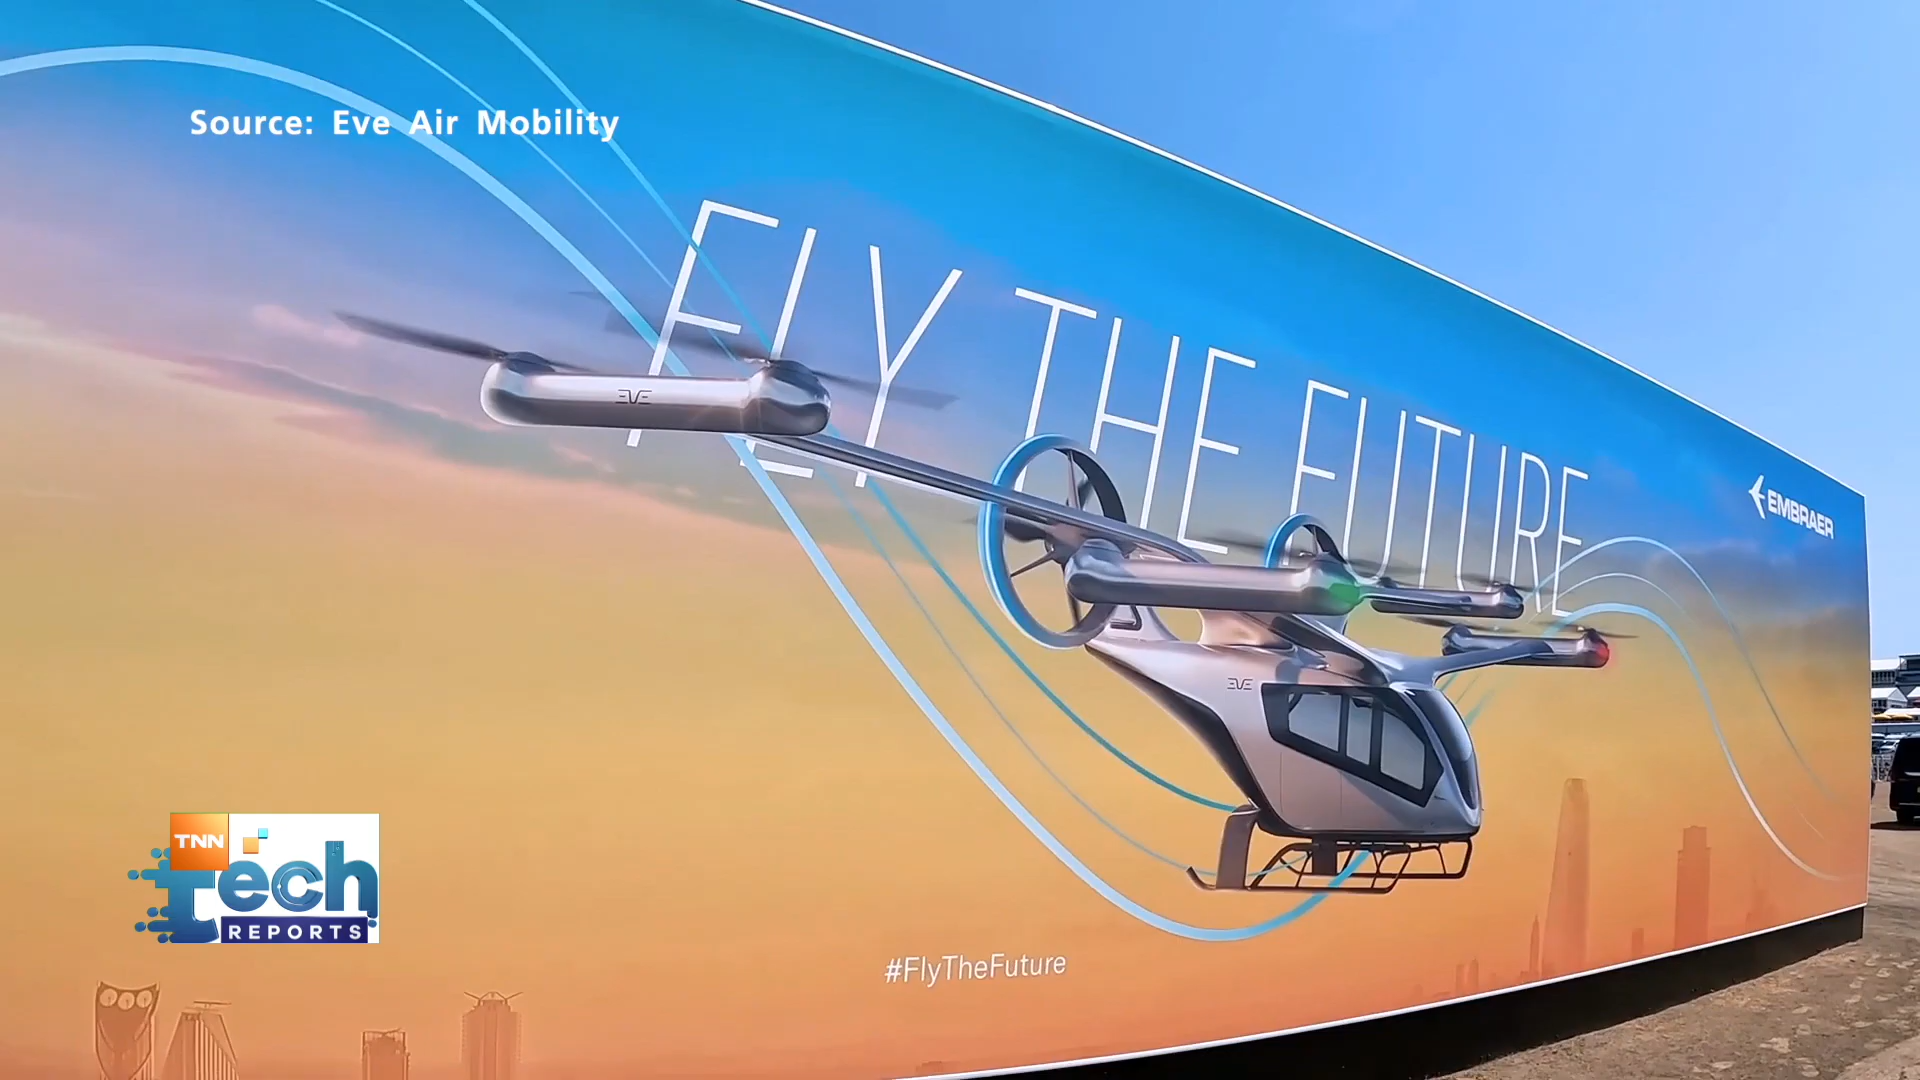 Source: Eve Air Mobility
FLY THE FUTURE
EVE
EMBRAER
EVE
TNN
Tech
REPORTS
#FlyTheFuture